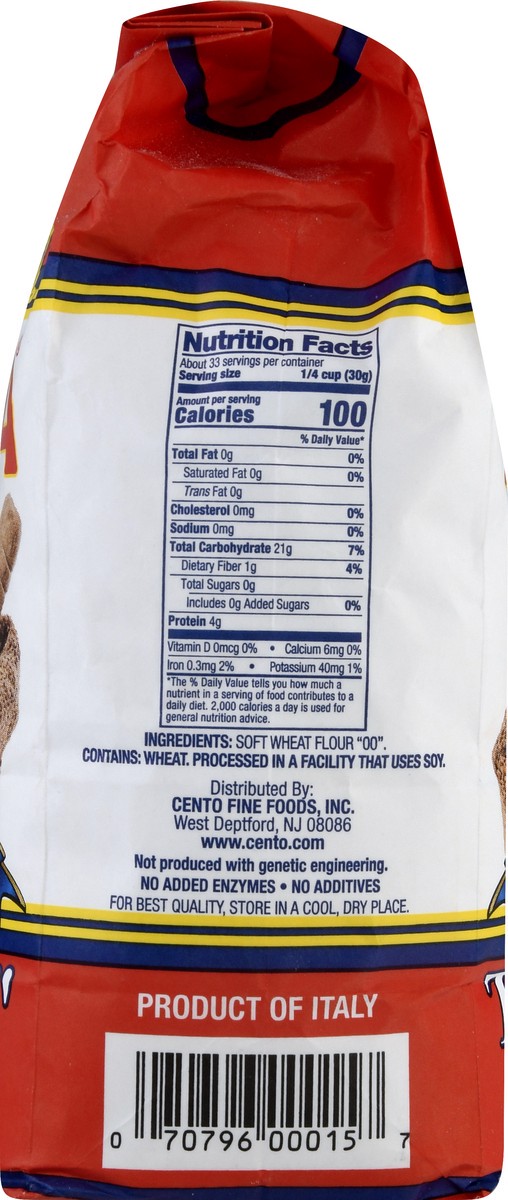 Nutrition Facts
About 33 servings per container
Serving size 1/4 cup (30g)
Amount per serving
Calories 100
% Daily Value*
Total Fat 0g 0%
Saturated Fat 0g 0%
Trans Fat 0g
Cholesterol 0mg 0%
Sodium 0mg 0%
Total Carbohydrate 21g 7%
Dietary Fiber 1g 4%
Total Sugars 0g
Includes 0g Added Sugars 0%
Protein 4g
Vitamin D 0mcg 0% • Calcium 6mg 0%
Iron 0.3mg 2% • Potassium 40mg 1%
*The % Daily Value tells you how much a
nutrient in a serving of food contributes to a
daily diet. 2,000 calories a day is used for
general nutrition advice.
INGREDIENTS: SOFT WHEAT FLOUR "00".
CONTAINS: WHEAT. PROCESSED IN A FACILITY THAT USES SOY.
Distributed By:
CENTO FINE FOODS, INC.
West Deptford, NJ 08086
www.cento.com
Not produced with genetic engineering.
NO ADDED ENZYMES • NO ADDITIVES
FOR BEST QUALITY, STORE IN A COOL, DRY PLACE.
PRODUCT OF ITALY
0 70796 00015 7